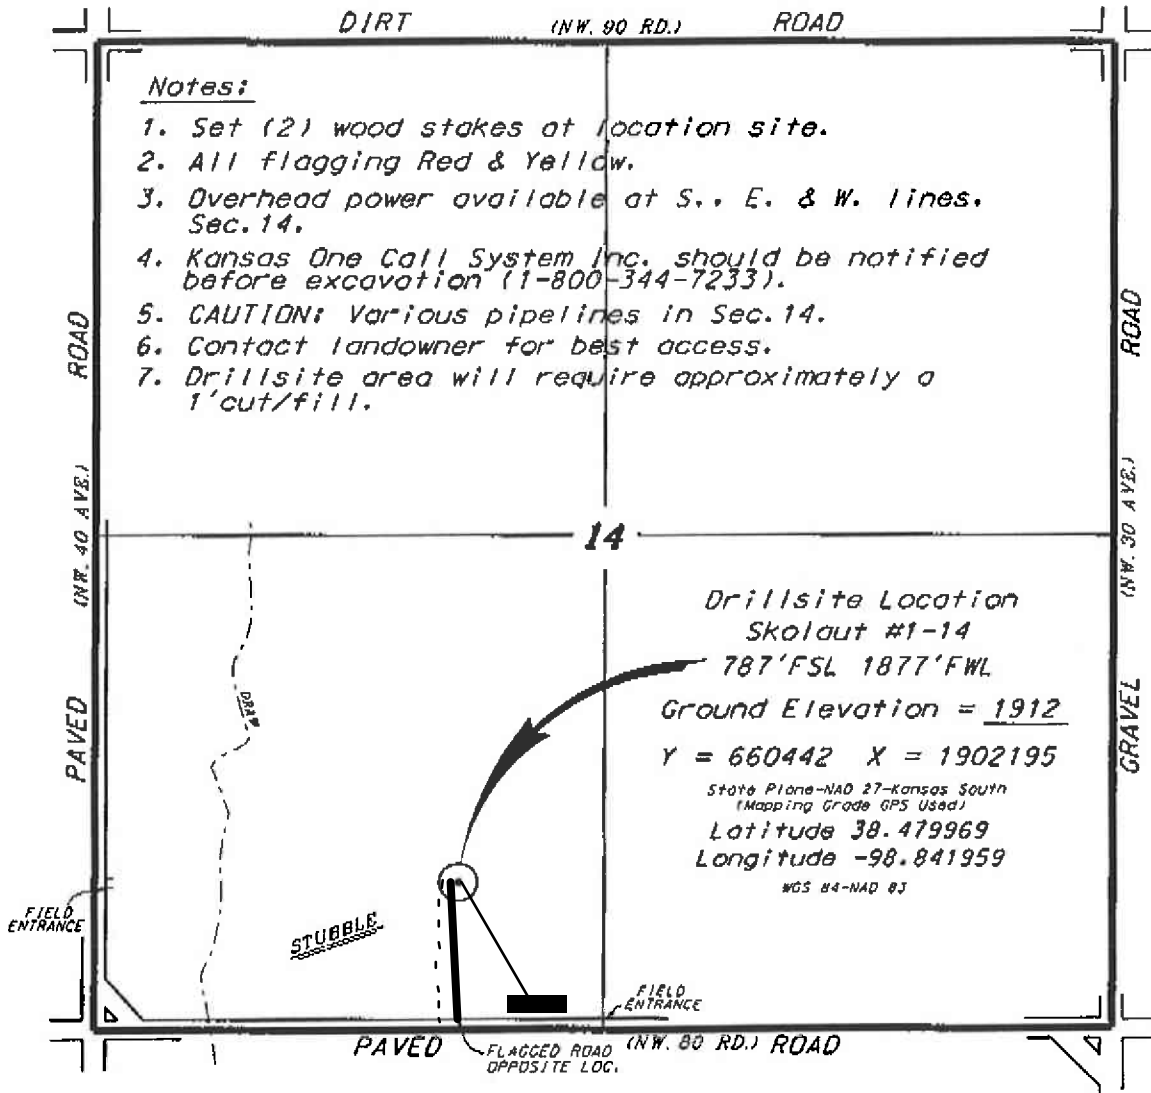 DIRT (NW. 90 RD.) ROAD
Notes:
1. Set (2) wood stakes at location site.
2. All flagging Red & Yellow.
3. Overhead power available at S., E. & W. lines,
Sec. 14.
4. Kansas One Call System Inc. should be notified
before excavation (1-800-344-7233).
5. CAUTION: Various pipelines in Sec. 14.
6. Contact landowner for best access.
7. Drillsite area will require approximately a
1'cut/fill.
PAVED (NW. 40 AVE.) ROAD
GRAVEL (NW. 30 AVE.) ROAD
14
Drillsite Location
Skolaut #1-14
787'FSL 1877'FWL
Ground Elevation = 1912
Y = 660442 X = 1902195
State Plane-NAD 27-Kansas South
(Mapping Grade GPS Used)
Latitude 38.479969
Longitude -98.841959
WGS 84-NAD 83
DRAW
FIELD
ENTRANCE
STUBBLE
FIELD
ENTRANCE
PAVED (NW. 80 RD.) ROAD
FLAGGED ROAD
OPPOSITE LOC.